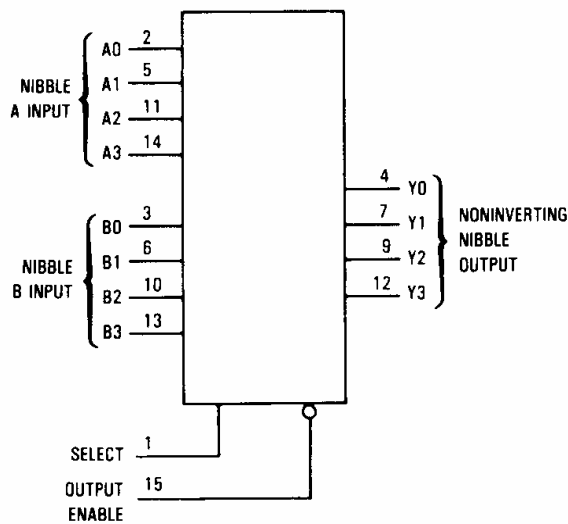 NIBBLE
A INPUT
A0 2
A1 5
A2 11
A3 14
NIBBLE
B INPUT
B0 3
B1 6
B2 10
B3 13
4 Y0
7 Y1
9 Y2
12 Y3
NONINVERTING
NIBBLE
OUTPUT
SELECT 1
OUTPUT 15
ENABLE